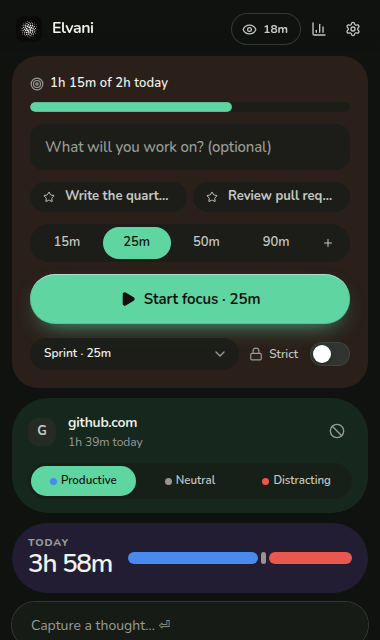 Elvani
18m
1h 15m of 2h today
What will you work on? (optional)
Write the quart...
Review pull req...
15m
25m
50m
90m
+
Start focus · 25m
Sprint · 25m
Strict
G
github.com
1h 39m today
Productive
Neutral
Distracting
TODAY
3h 58m
Capture a thought... ⏎